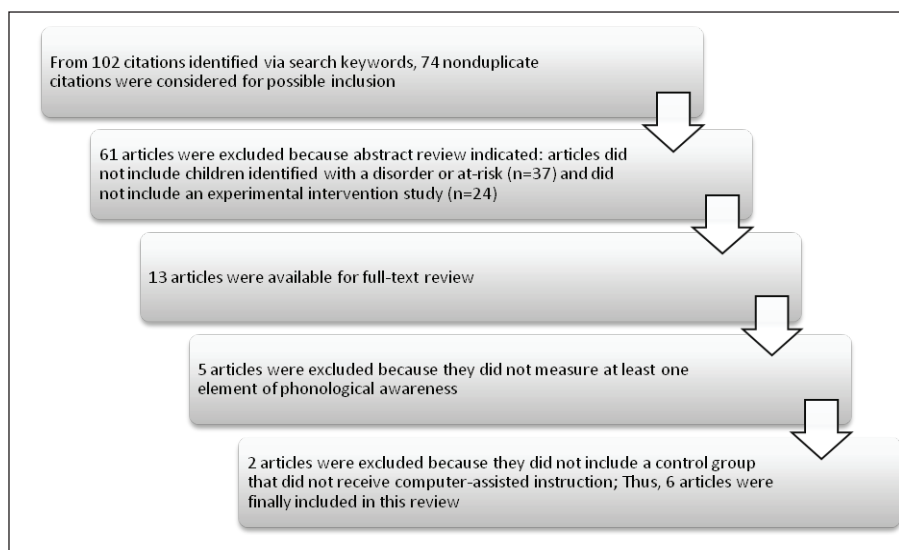 From 102 citations identified via search keywords, 74 nonduplicate
citations were considered for possible inclusion
61 articles were excluded because abstract review indicated: articles did
not include children identified with a disorder or at-risk (n=37) and did
not include an experimental intervention study (n=24)
13 articles were available for full-text review
5 articles were excluded because they did not measure at least one
element of phonological awareness
2 articles were excluded because they did not include a control group
that did not receive computer-assisted instruction; Thus, 6 articles were
finally included in this review